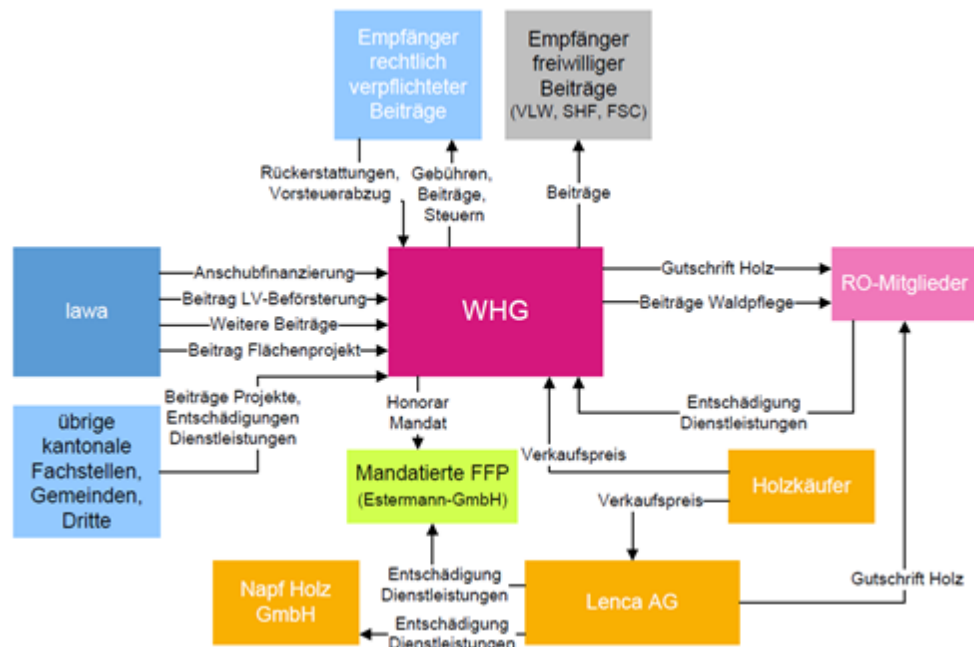 Empfänger
rechtlich
verpflichteter
Beiträge
Empfänger
freiwilliger
Beiträge
(VLW, SHF, FSC)
Rückerstattungen,
Vorsteuerabzug
Gebühren,
Beiträge,
Steuern
Beiträge
lawa
Anschubfinanzierung
Beitrag LV-Beförsterung
Weitere Beiträge
Beitrag Flächenprojekt
WHG
Gutschrift Holz
Beiträge Waldpflege
RO-Mitglieder
übrige
kantonale
Fachstellen,
Gemeinden,
Dritte
Beiträge Projekte,
Entschädigungen
Dienstleistungen
Honorar
Mandat
Entschädigung
Dienstleistungen
Verkaufspreis
Mandatierte FFP
(Estermann-GmbH)
Holzkäufer
Verkaufspreis
Napf Holz
GmbH
Entschädigung
Dienstleistungen
Entschädigung
Dienstleistungen
Lenca AG
Gutschrift Holz